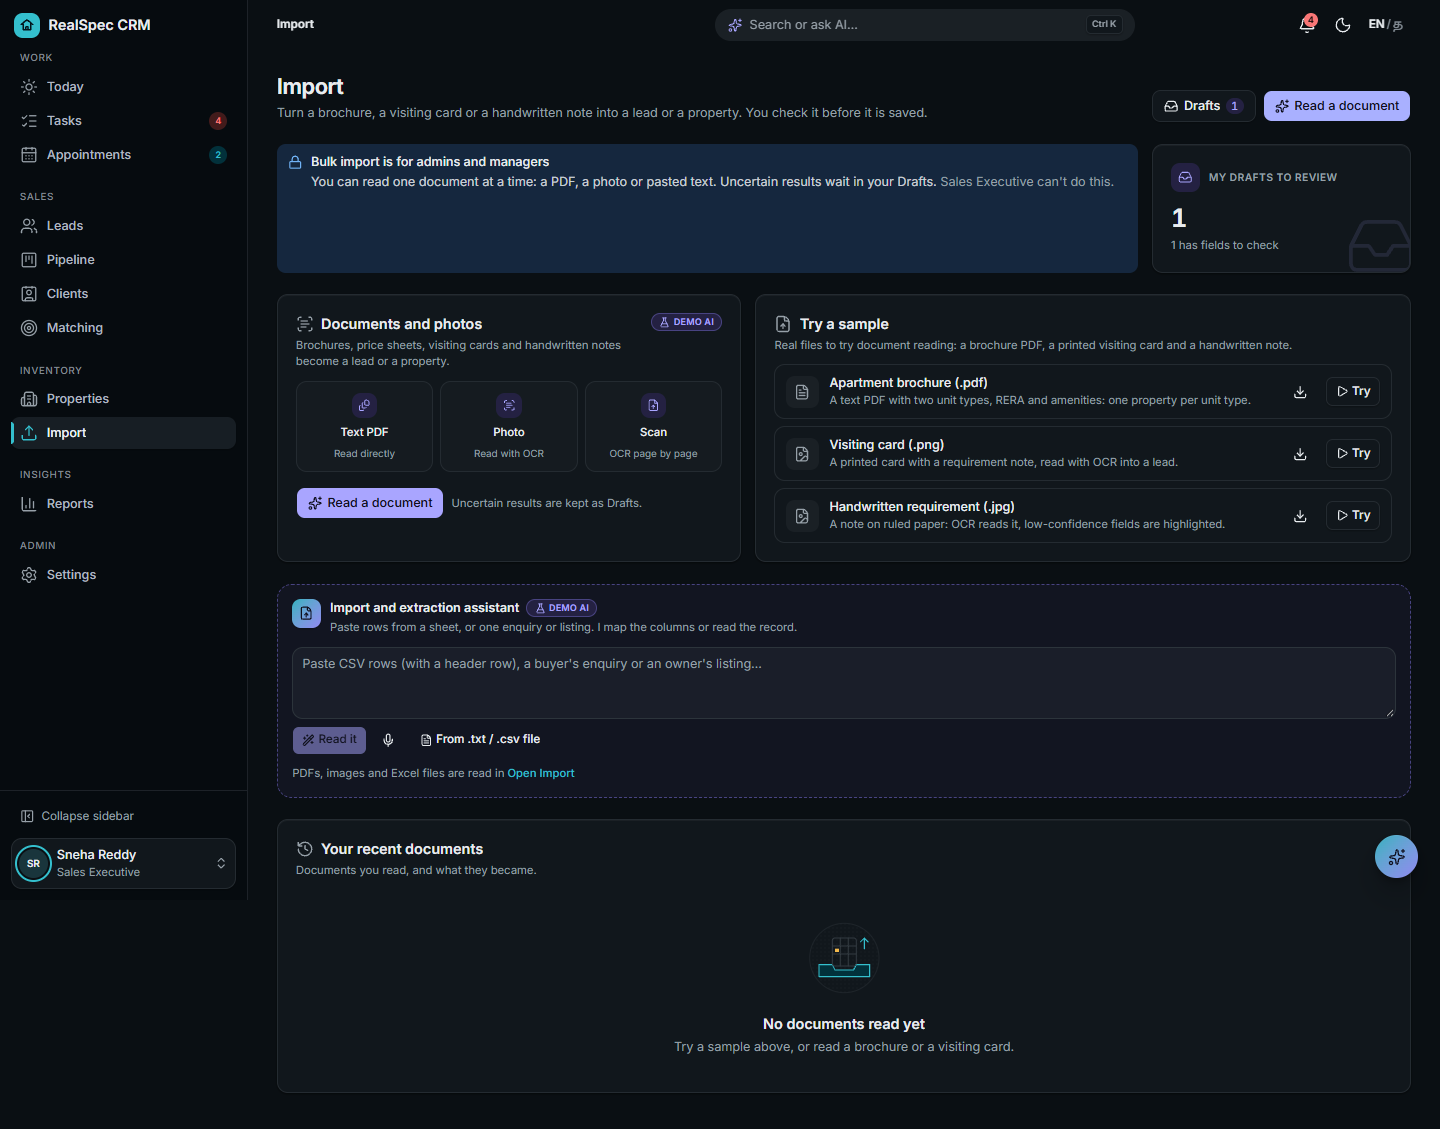 RealSpec CRM
WORK
Today
Tasks
4
Appointments
2
SALES
Leads
Pipeline
Clients
Matching
INVENTORY
Properties
Import
INSIGHTS
Reports
ADMIN
Settings
Collapse sidebar
SR
Sneha Reddy
Sales Executive
Import
Search or ask AI...
Ctrl K
4
EN / த
Import
Turn a brochure, a visiting card or a handwritten note into a lead or a property. You check it before it is saved.
Drafts 1
Read a document
Bulk import is for admins and managers
You can read one document at a time: a PDF, a photo or pasted text. Uncertain results wait in your Drafts. Sales Executive can't do this.
MY DRAFTS TO REVIEW
1
1 has fields to check
Documents and photos
DEMO AI
Brochures, price sheets, visiting cards and handwritten notes
become a lead or a property.
Text PDF
Read directly
Photo
Read with OCR
Scan
OCR page by page
Read a document
Uncertain results are kept as Drafts.
Try a sample
Real files to try document reading: a brochure PDF, a printed visiting card and a handwritten note.
Apartment brochure (.pdf)
A text PDF with two unit types, RERA and amenities: one property per unit type.
Try
Visiting card (.png)
A printed card with a requirement note, read with OCR into a lead.
Try
Handwritten requirement (.jpg)
A note on ruled paper: OCR reads it, low-confidence fields are highlighted.
Try
Import and extraction assistant
DEMO AI
Paste rows from a sheet, or one enquiry or listing. I map the columns or read the record.
Paste CSV rows (with a header row), a buyer's enquiry or an owner's listing...
Read it
From .txt / .csv file
PDFs, images and Excel files are read in Open Import
Your recent documents
Documents you read, and what they became.
No documents read yet
Try a sample above, or read a brochure or a visiting card.